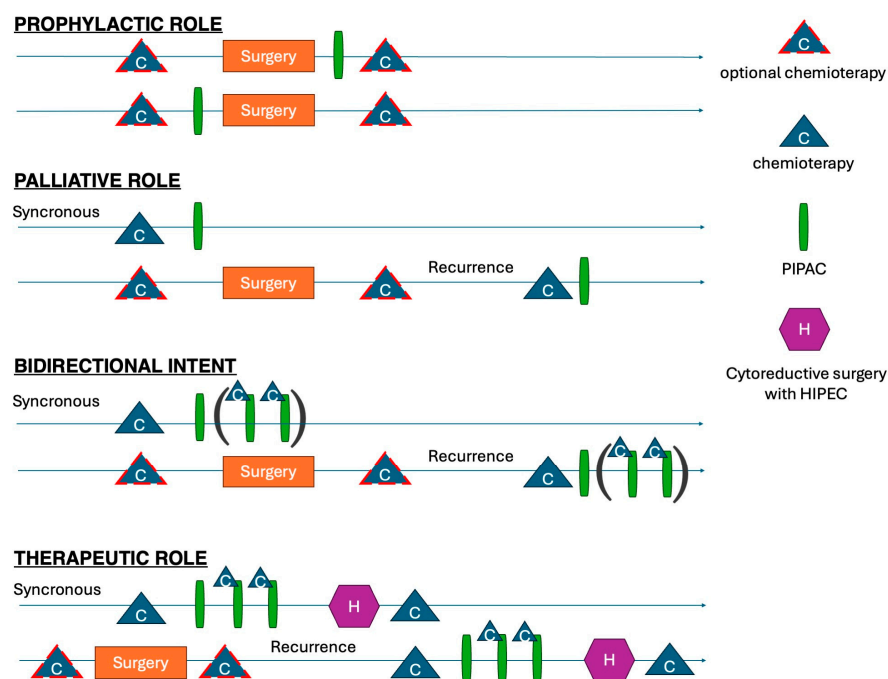 PROPHYLACTIC ROLE
C Surgery C
C Surgery C
PALLIATIVE ROLE
Syncronous
C
Recurrence
C Surgery C C
BIDIRECTIONAL INTENT
Syncronous
C ( C C )
Recurrence
C Surgery C C ( C C )
THERAPEUTIC ROLE
Syncronous
C C C H C
Recurrence
C Surgery C C C C H C
C
optional chemioterapy
C
chemioterapy
PIPAC
H
Cytoreductive surgery
with HIPEC